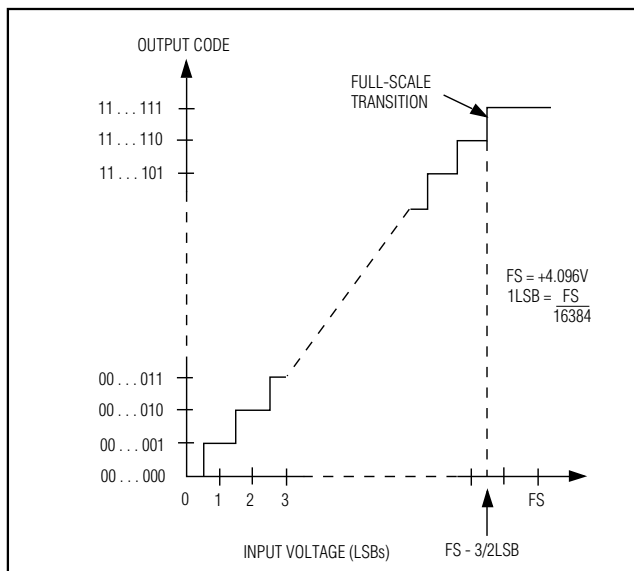 OUTPUT CODE
FULL-SCALE
TRANSITION
11 . . . 111
11 . . . 110
11 . . . 101
FS = +4.096V
1LSB = FS
16384
00 . . . 011
00 . . . 010
00 . . . 001
00 . . . 000
0 1 2 3 FS
INPUT VOLTAGE (LSBs)
FS - 3/2LSB